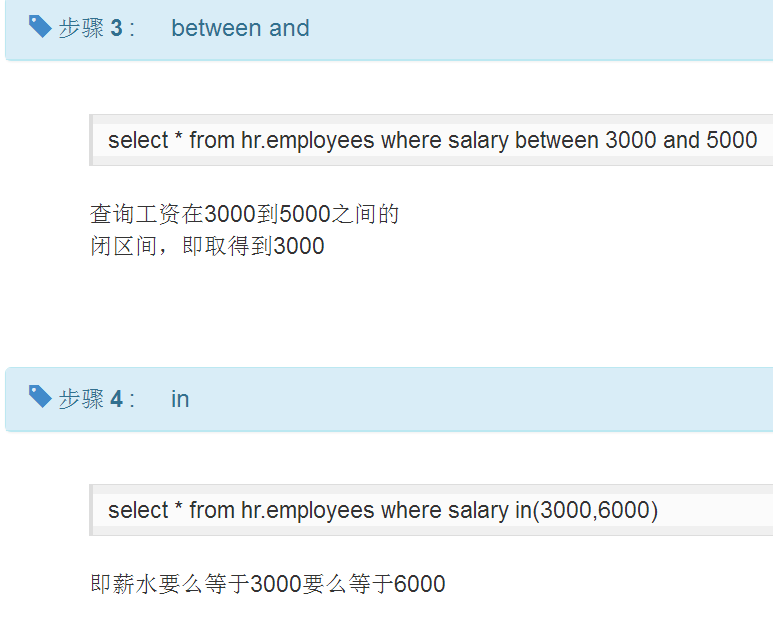 步骤 3 : between and
select * from hr.employees where salary between 3000 and 5000
查询工资在3000到5000之间的
闭区间，即取得到3000
步骤 4 : in
select * from hr.employees where salary in(3000,6000)
即薪水要么等于3000要么等于6000